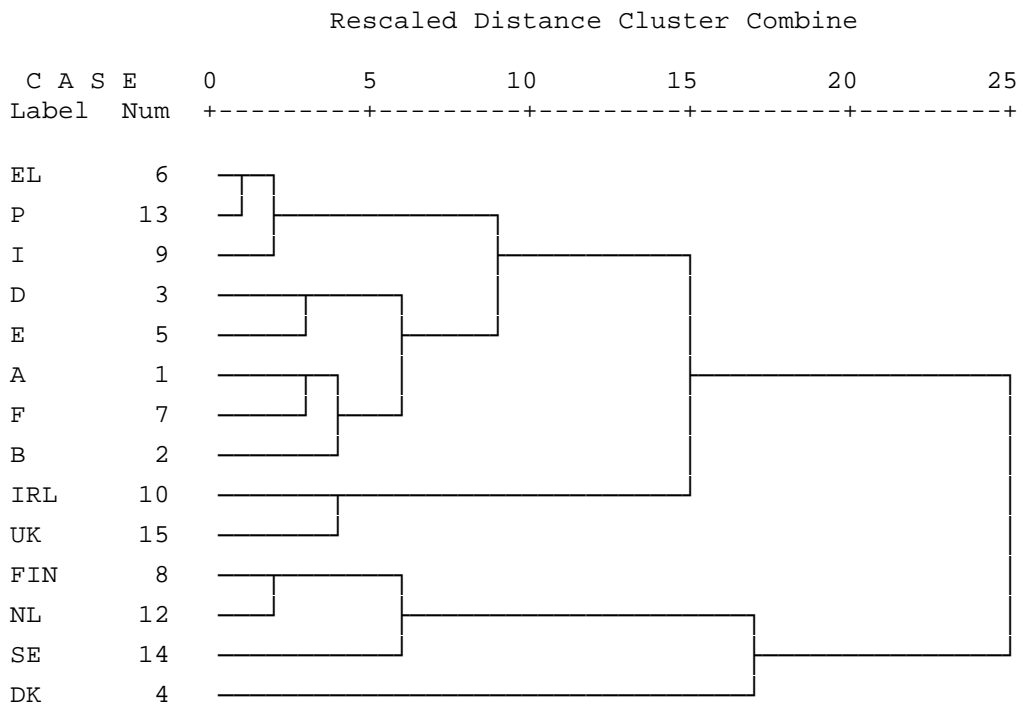 Rescaled Distance Cluster Combine
C A S E 0 5 10 15 20 25
Label Num +---------+---------+---------+---------+---------+
EL 6
P 13
I 9
D 3
E 5
A 1
F 7
B 2
IRL 10
UK 15
FIN 8
NL 12
SE 14
DK 4